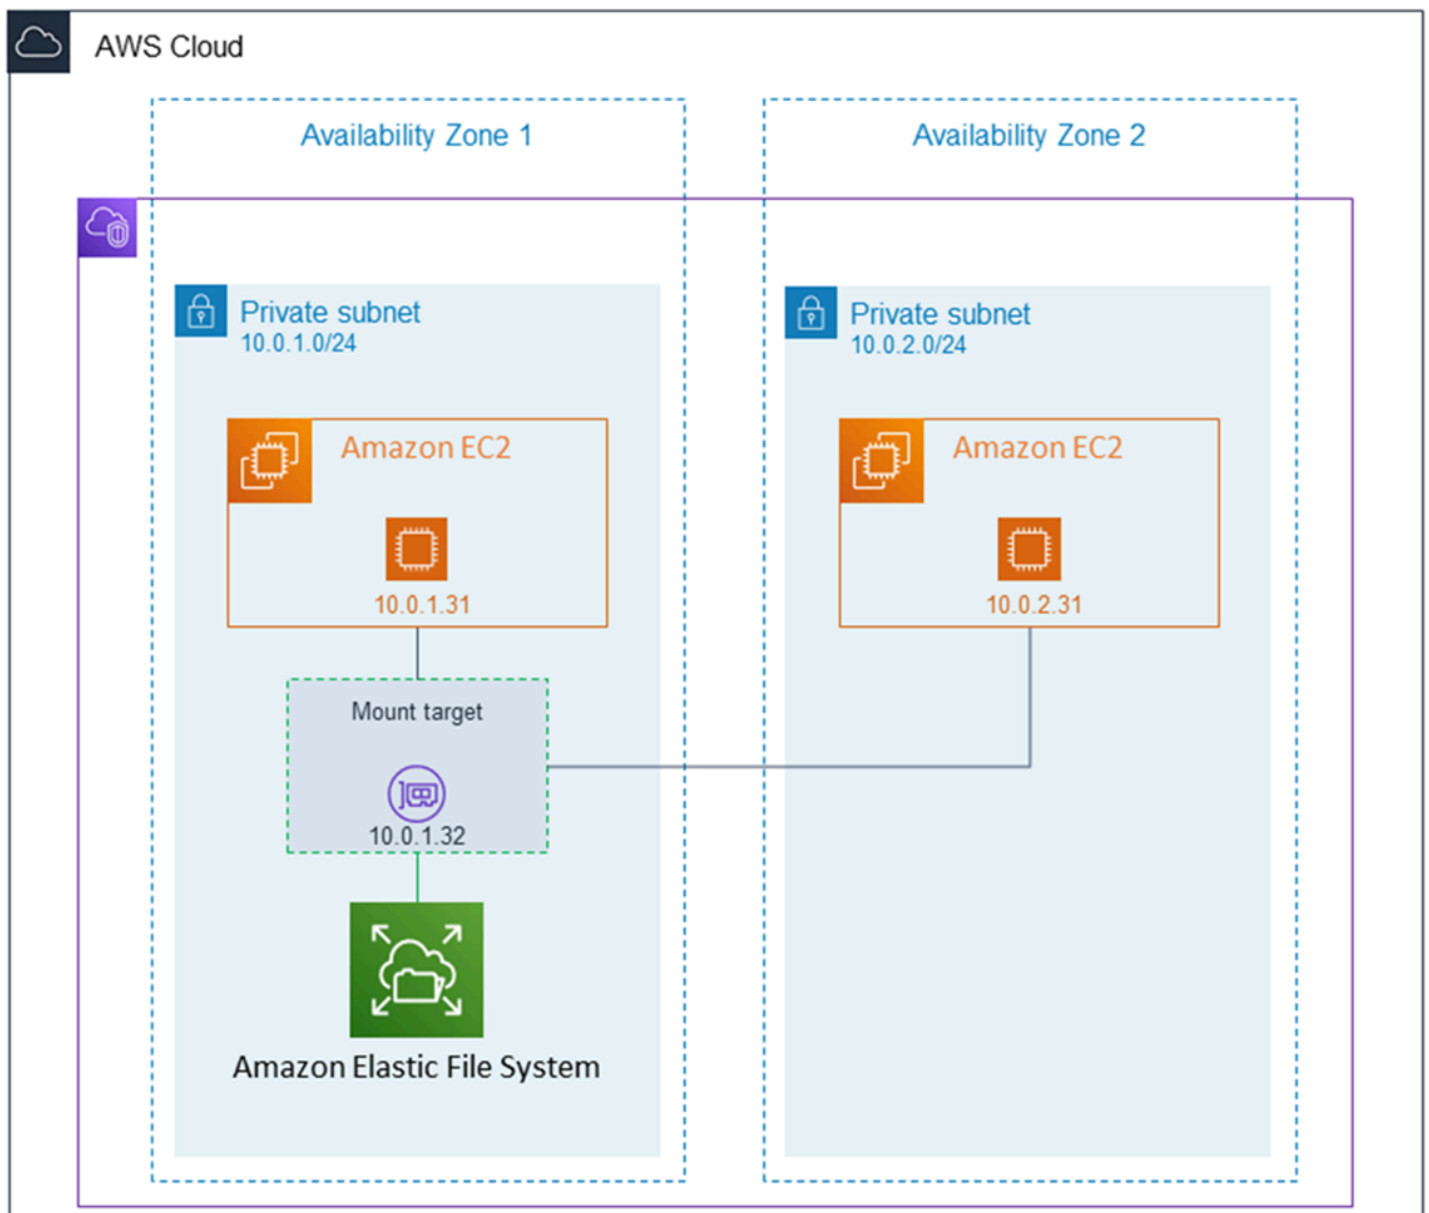 AWS Cloud
Availability Zone 1
Availability Zone 2
Private subnet
10.0.1.0/24
Private subnet
10.0.2.0/24
Amazon EC2
10.0.1.31
Amazon EC2
10.0.2.31
Mount target
10.0.1.32
Amazon Elastic File System